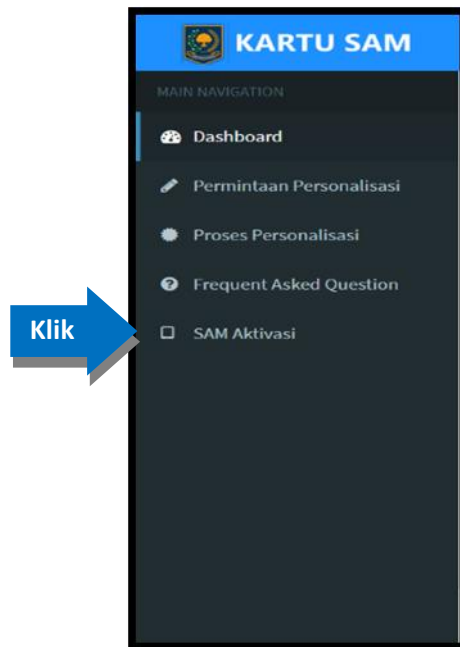 KARTU SAM
MAIN NAVIGATION
Dashboard
Permintaan Personalisasi
Proses Personalisasi
Frequent Asked Question
Klik
SAM Aktivasi